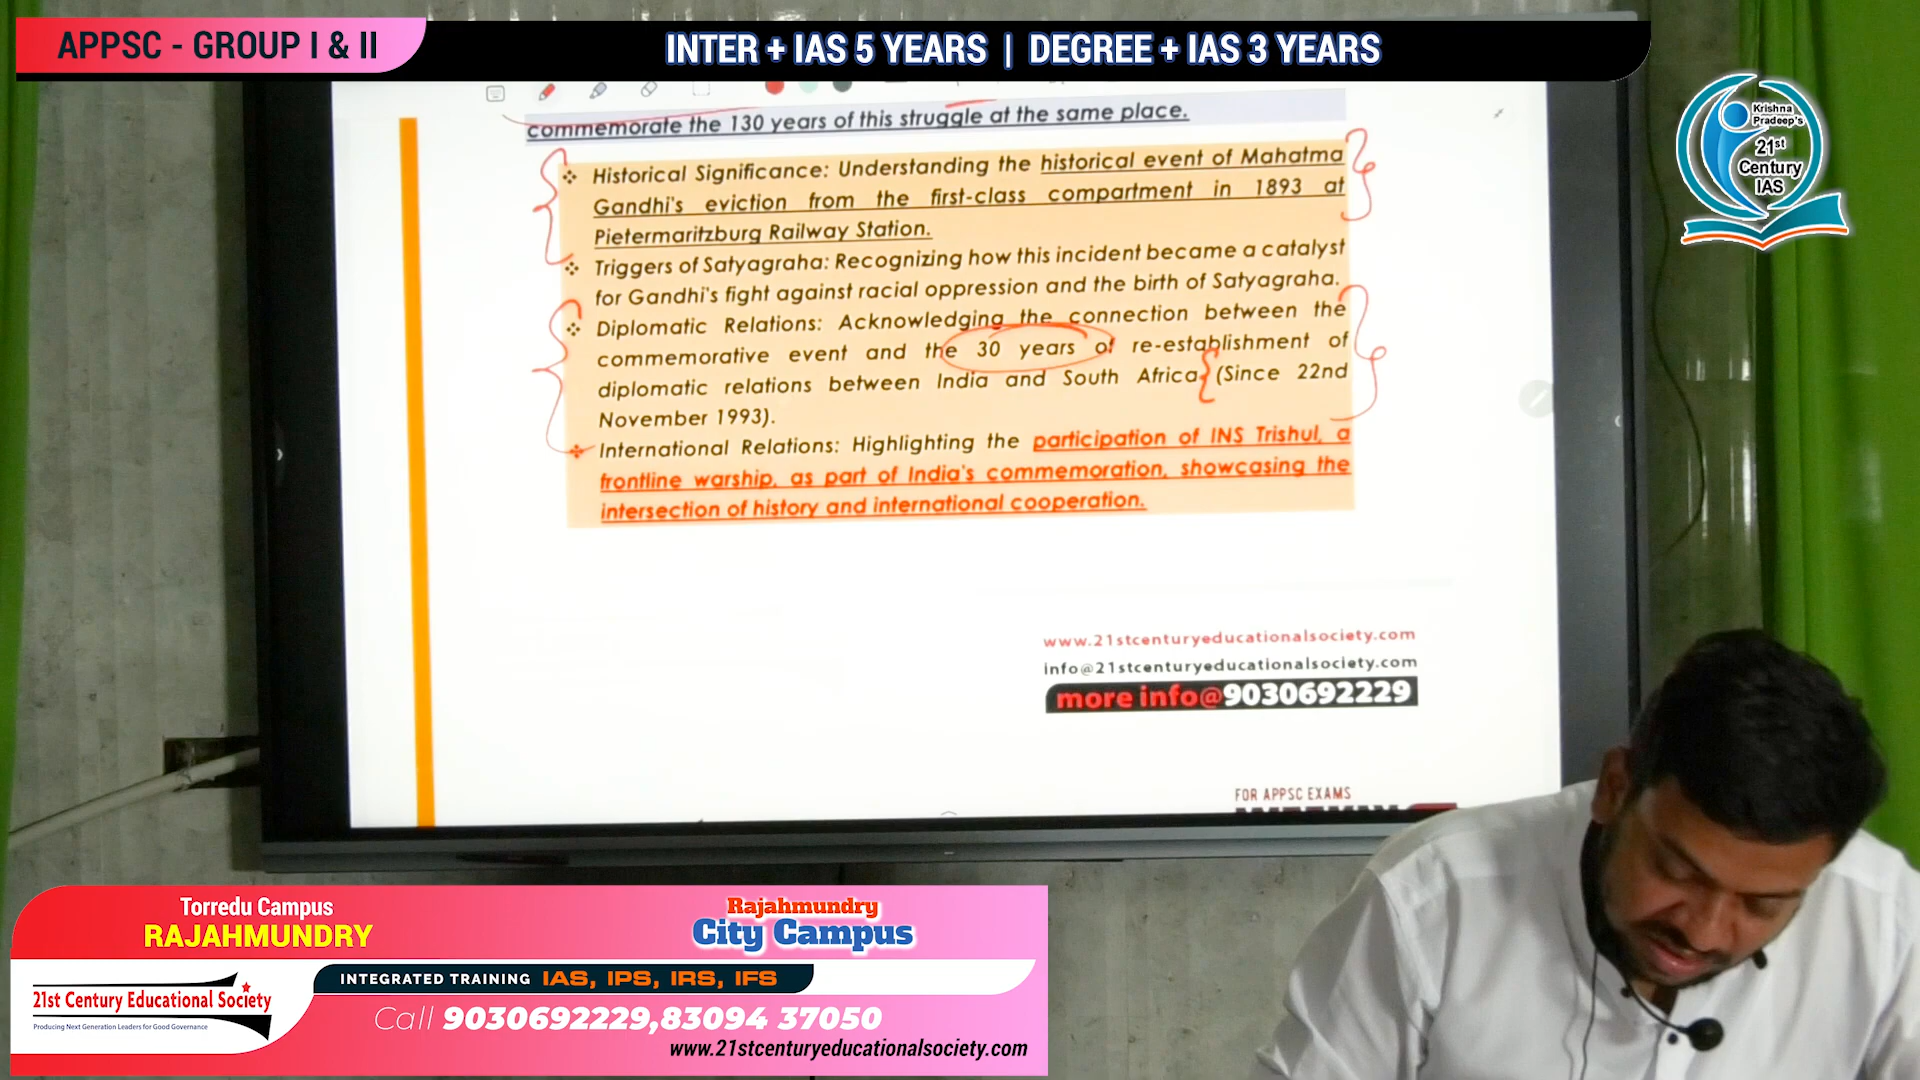 APPSC - GROUP I & II
INTER + IAS 5 YEARS | DEGREE + IAS 3 YEARS
Krishna
Pradeep's
21st
Century
IAS
commemorate the 130 years of this struggle at the same place.
❖ Historical Significance: Understanding the historical event of Mahatma
Gandhi's eviction from the first-class compartment in 1893 at
Pietermaritzburg Railway Station.
❖ Triggers of Satyagraha: Recognizing how this incident became a catalyst
for Gandhi's fight against racial oppression and the birth of Satyagraha.
❖ Diplomatic Relations: Acknowledging the connection between the
commemorative event and the 30 years of re-establishment of
diplomatic relations between India and South Africa (Since 22nd
November 1993).
❖ International Relations: Highlighting the participation of INS Trishul, a
frontline warship, as part of India's commemoration, showcasing the
intersection of history and international cooperation.
www.21stcenturyeducationalsociety.com
info@21stcenturyeducationalsociety.com
more info@9030692229
FOR APPSC EXAMS
Torredu Campus
RAJAHMUNDRY
Rajahmundry
City Campus
INTEGRATED TRAINING IAS, IPS, IRS, IFS
21st Century Educational Society
Producing Next Generation Leaders for Good Governance
Call 9030692229,83094 37050
www.21stcenturyeducationalsociety.com